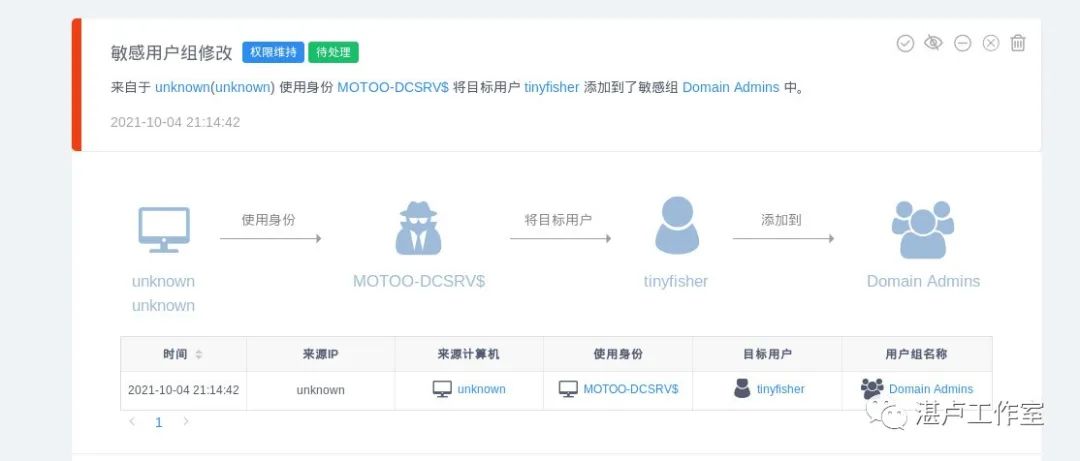 敏感用户组修改 权限维持 待处理
来自于 unknown(unknown) 使用身份 MOTOO-DCSRV$ 将目标用户 tinyfisher 添加到了敏感组 Domain Admins 中。
2021-10-04 21:14:42
使用身份 将目标用户 添加到
unknown MOTOO-DCSRV$ tinyfisher Domain Admins
unknown
时间 来源IP 来源计算机 使用身份 目标用户 用户组名称
2021-10-04 21:14:42 unknown unknown MOTOO-DCSRV$ tinyfisher Domain Admins
1
湛卢工作室